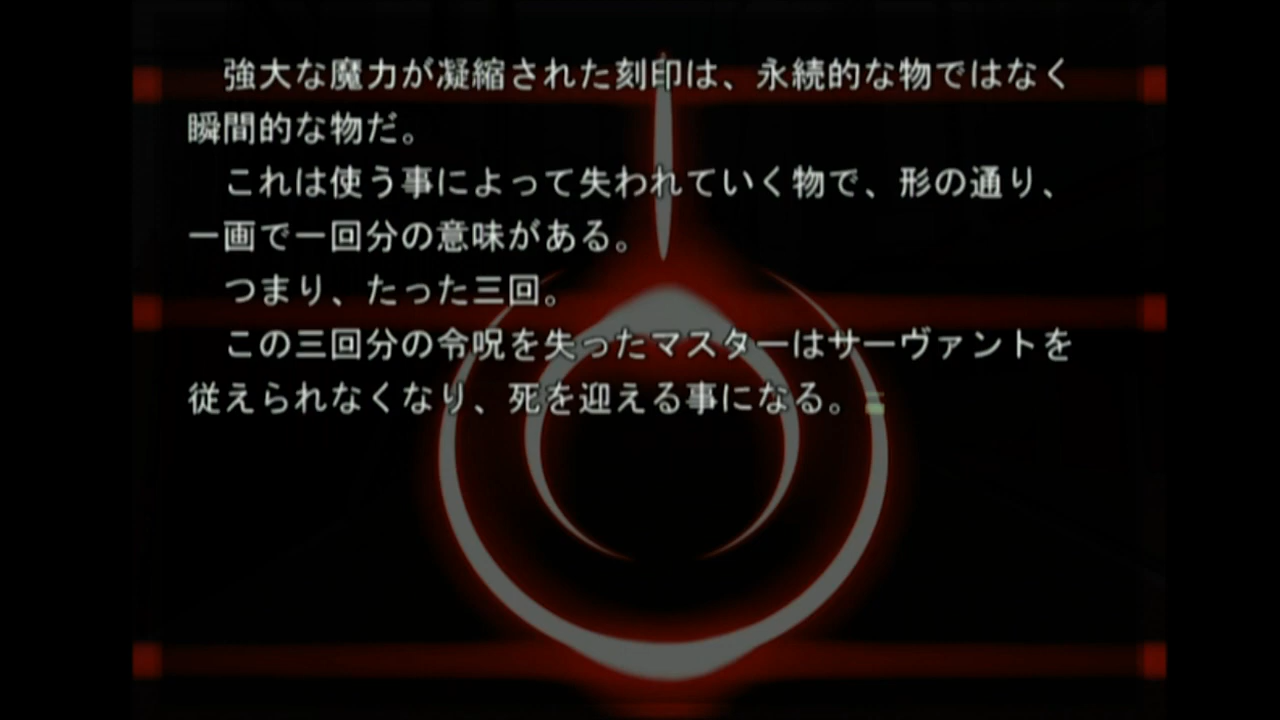 強大な魔力が凝縮された刻印は、永続的な物ではなく
瞬間的な物だ。
これは使う事によって失われていく物で、形の通り、
一画で一回分の意味がある。
つまり、たった三回。
この三回分の令呪を失ったマスターはサーヴァントを
従えられなくなり、死を迎える事になる。